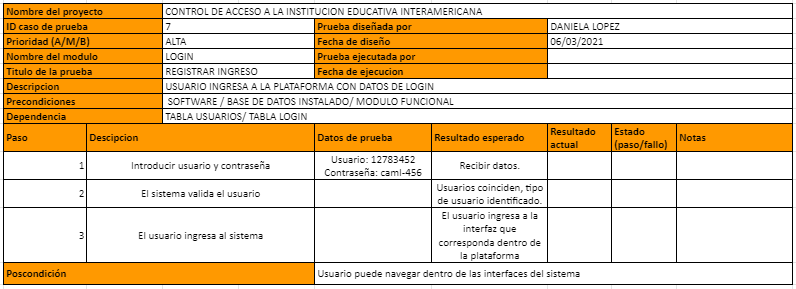 Nombre del proyecto CONTROL DE ACCESO A LA INSTITUCION EDUCATIVA INTERAMERICANA
ID caso de prueba 7 Prueba diseñada por DANIELA LOPEZ
Prioridad (A/M/B) ALTA Fecha de diseño 06/03/2021
Nombre del modulo LOGIN Prueba ejecutada por
Titulo de la prueba REGISTRAR INGRESO Fecha de ejecucion
Descripcion USUARIO INGRESA A LA PLATAFORMA CON DATOS DE LOGIN
Precondiciones SOFTWARE / BASE DE DATOS INSTALADO/ MODULO FUNCIONAL
Dependencia TABLA USUARIOS/ TABLA LOGIN
Paso Descipcion Datos de prueba Resultado esperado Resultado actual Estado (paso/fallo) Notas
1 Introducir usuario y contraseña Usuario: 12783452 Contraseña: caml-456 Recibir datos.
2 El sistema valida el usuario Usuarios coinciden, tipo de usuario identificado.
3 El usuario ingresa al sistema El usuario ingresa a la interfaz que corresponda dentro de la plataforma
Poscondición Usuario puede navegar dentro de las interfaces del sistema